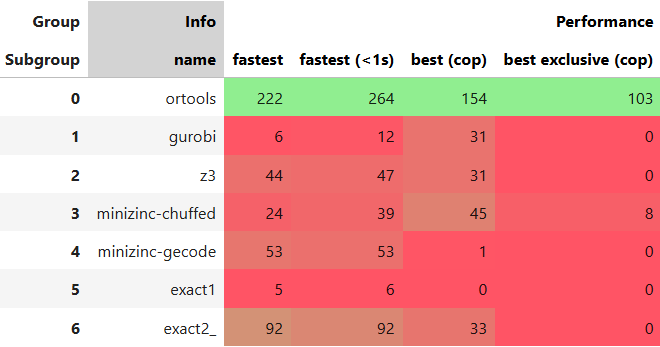 Group Info Performance
Subgroup name fastest fastest (<1s) best (cop) best exclusive (cop)
0 ortools 222 264 154 103
1 gurobi 6 12 31 0
2 z3 44 47 31 0
3 minizinc-chuffed 24 39 45 8
4 minizinc-gecode 53 53 1 0
5 exact1 5 6 0 0
6 exact2_ 92 92 33 0